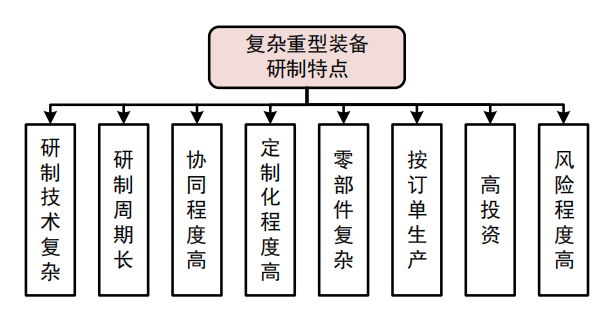 复杂重型装备
研制特点
研制技术复杂
研制周期长
协同程度高
定制化程度高
零部件复杂
按订单生产
高投资
风险程度高